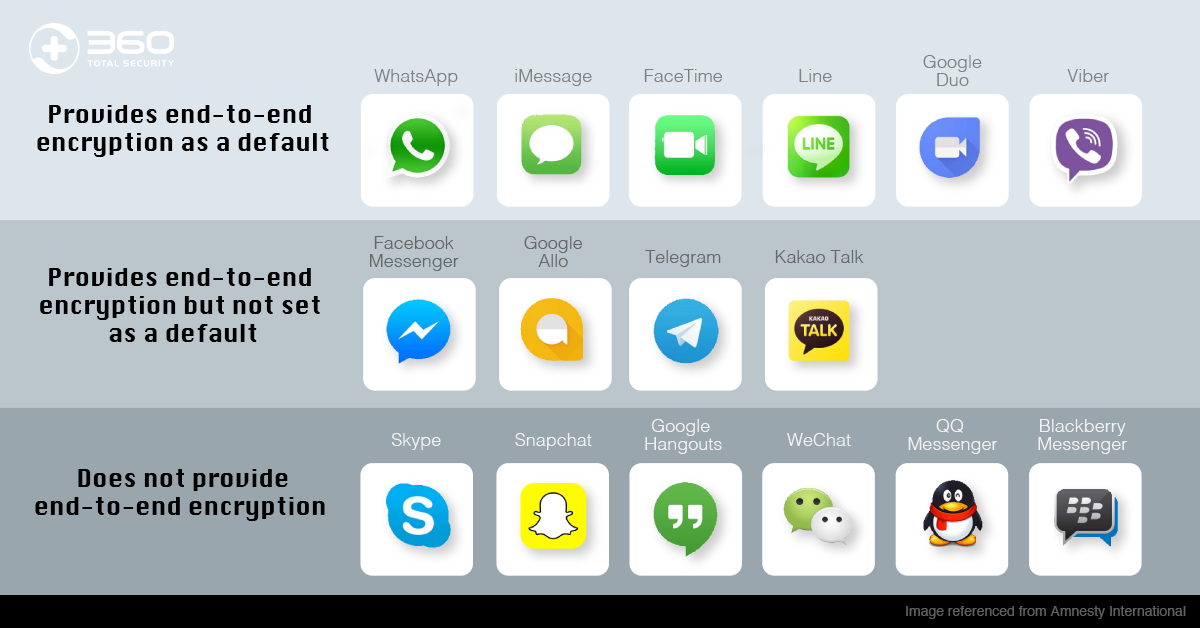 360
TOTAL SECURITY
Provides end-to-end
encryption as a default
WhatsApp
iMessage
FaceTime
Line
Google
Duo
Viber
LINE
Provides end-to-end
encryption but not set
as a default
Facebook
Messenger
Google
Allo
Telegram
Kakao Talk
KAKAO
TALK
Does not provide
end-to-end encryption
Skype
Snapchat
Google
Hangouts
WeChat
QQ
Messenger
Blackberry
Messenger
S
Image referenced from Amnesty International